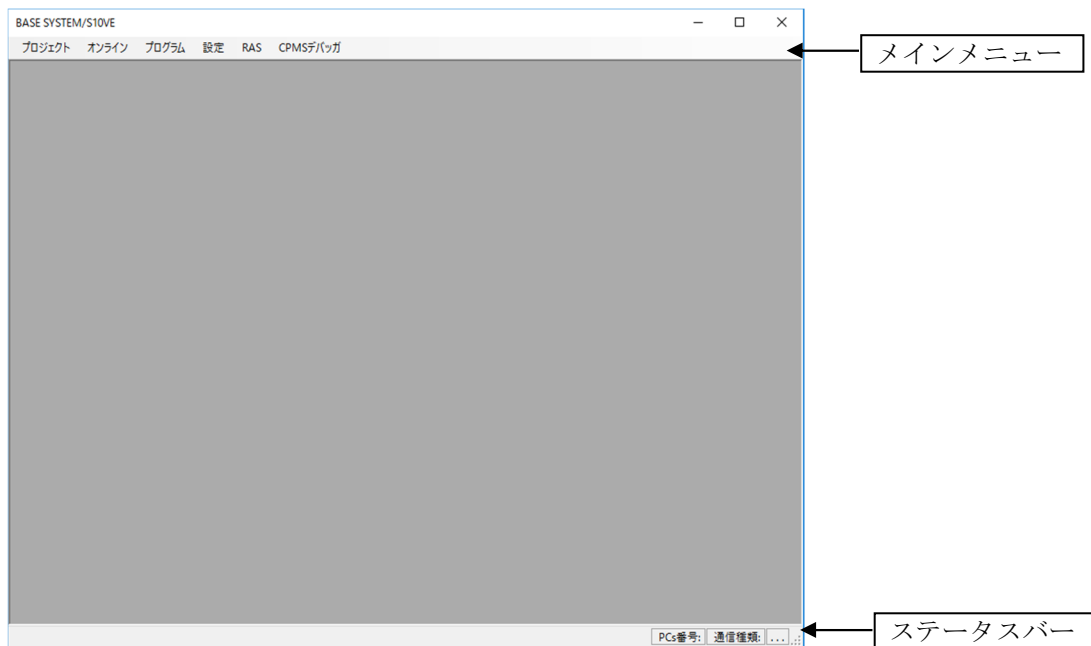 BASE SYSTEM/S10VE
プロジェクト オンライン プログラム 設定 RAS CPMSデバッガ
メインメニュー
PCs番号: 通信種類: ...
ステータスバー